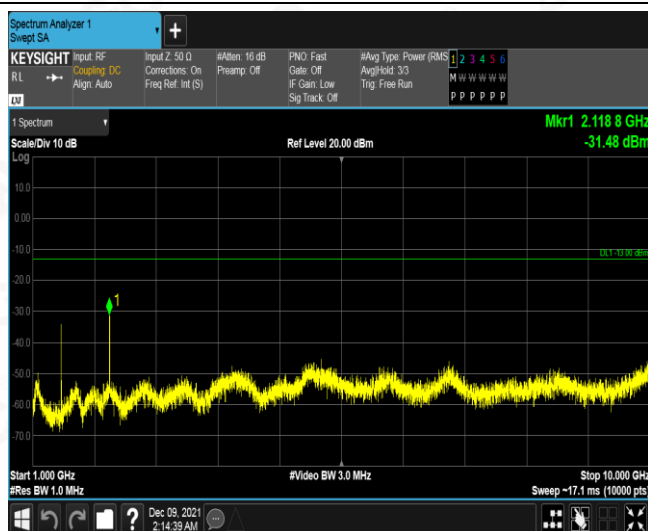 Spectrum Analyzer 1
Swept SA
+
KEYSIGHT
RL
LXI
Input: RF
Coupling: DC
Align: Auto
Input Z: 50 Ω
Corrections: On
Freq Ref: Int (S)
#Atten: 16 dB
Preamp: Off
PNO: Fast
Gate: Off
IF Gain: Low
Sig Track: Off
#Avg Type: Power (RMS
Avg|Hold: 3/3
Trig: Free Run
1 2 3 4 5 6
M W W W W W
P P P P P P
1 Spectrum
Scale/Div 10 dB
Log
Ref Level 20.00 dBm
Mkr1 2.118 8 GHz
-31.48 dBm
10.0
0.00
-10.0
DL1 -13.00 dBm
-20.0
1
-30.0
-40.0
-50.0
-60.0
-70.0
Start 1.000 GHz
#Res BW 1.0 MHz
#Video BW 3.0 MHz
Stop 10.000 GHz
Sweep ~17.1 ms (10000 pts)
?
Dec 09, 2021
2:14:39 AM